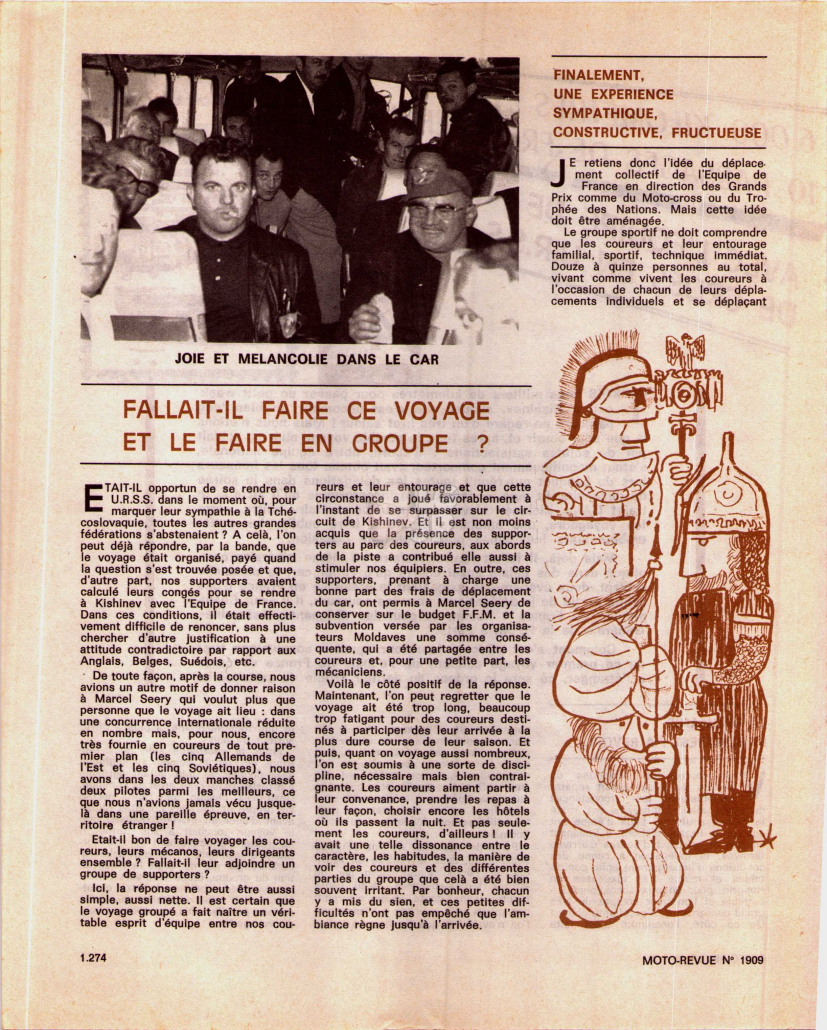 JOIE ET MELANCOLIE DANS LE CAR
FALLAIT-IL FAIRE CE VOYAGE
ET LE FAIRE EN GROUPE ?
ETAIT-IL opportun de se rendre en
U.R.S.S. dans le moment où, pour
marquer leur sympathie à la Tché-
coslovaquie, toutes les autres grandes
fédérations s'abstenaient ? A celà, l'on
peut déjà répondre, par la bande, que
le voyage était organisé, payé quand
la question s'est trouvée posée et que,
d'autre part, nos supporters avaient
calculé leurs congés pour se rendre
à Kishinev avec l'Equipe de France.
Dans ces conditions, il était effecti-
vement difficile de renoncer, sans plus
chercher d'autre justification à une
attitude contradictoire par rapport aux
Anglais, Belges, Suédois, etc.
De toute façon, après la course, nous
avions un autre motif de donner raison
à Marcel Seery qui voulut plus que
personne que le voyage ait lieu : dans
une concurrence internationale réduite
en nombre mais, pour nous, encore
très fournie en coureurs de tout pre-
mier plan (les cinq Allemands de
l'Est et les cinq Soviétiques), nous
avons dans les deux manches classé
deux pilotes parmi les meilleurs, ce
que nous n'avions jamais vécu jusque-
là dans une pareille épreuve, en ter-
ritoire étranger !
Etait-il bon de faire voyager les cou-
reurs, leurs mécanos, leurs dirigeants
ensemble ? Fallait-il leur adjoindre un
groupe de supporters ?
Ici, la réponse ne peut être aussi
simple, aussi nette. Il est certain que
le voyage groupé a fait naître un véri-
table esprit d'équipe entre nos cou-
reurs et leur entourage et que cette
circonstance a joué favorablement à
l'instant de se surpasser sur le cir-
cuit de Kishinev. Et il est non moins
acquis que la présence des suppor-
ters au parc des coureurs, aux abords
de la piste a contribué elle aussi à
stimuler nos équipiers. En outre, ces
supporters, prenant à charge une
bonne part des frais de déplacement
du car, ont permis à Marcel Seery de
conserver sur le budget F.F.M. et la
subvention versée par les organisa-
teurs Moldaves une somme consé-
quente, qui a été partagée entre les
coureurs et, pour une petite part, les
mécaniciens.
Voilà le côté positif de la réponse.
Maintenant, l'on peut regretter que le
voyage ait été trop long, beaucoup
trop fatigant pour des coureurs desti-
nés à participer dès leur arrivée à la
plus dure course de leur saison. Et
puis, quant on voyage aussi nombreux,
l'on est soumis à une sorte de disci-
pline, nécessaire mais bien contrai-
gnante. Les coureurs aiment partir à
leur convenance, prendre les repas à
leur façon, choisir encore les hôtels
où ils passent la nuit. Et pas seule-
ment les coureurs, d'ailleurs ! Il y
avait une telle dissonance entre le
caractère, les habitudes, la manière de
voir des coureurs et des différentes
parties du groupe que celà a été bien
souvent irritant. Par bonheur, chacun
y a mis du sien, et ces petites dif-
ficultés n'ont pas empêché que l'am-
biance règne jusqu'à l'arrivée.
FINALEMENT,
UNE EXPERIENCE
SYMPATHIQUE,
CONSTRUCTIVE, FRUCTUEUSE
JE retiens donc l'idée du déplace-
ment collectif de l'Equipe de
France en direction des Grands
Prix comme du Moto-cross ou du Tro-
phée des Nations. Mais cette idée
doit être aménagée.
Le groupe sportif ne doit comprendre
que les coureurs et leur entourage
familial, sportif, technique immédiat.
Douze à quinze personnes au total,
vivant comme vivent les coureurs à
l'occasion de chacun de leurs dépla-
cements individuels et se déplaçant
1.274
MOTO-REVUE N° 1909